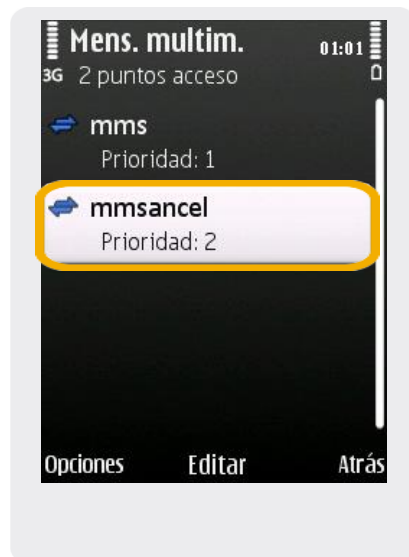 Mens. multim. 01:01
3G 2 puntos acceso
mms
Prioridad: 1
mmsancel
Prioridad: 2
Opciones Editar Atrás